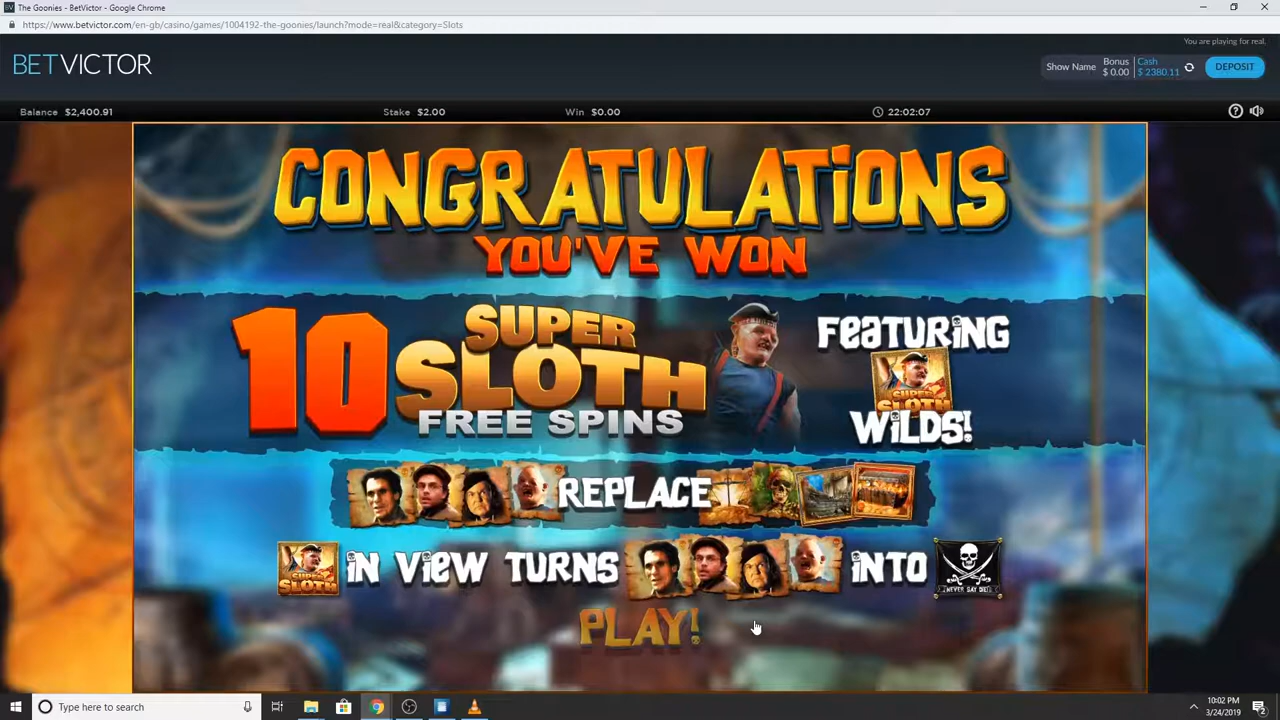 The Goonies - BetVictor - Google Chrome
https://www.betvictor.com/en-gb/casino/games/1004192-the-goonies/launch?mode=real&category=Slots
You are playing for real.
BETVICTOR
Show Name
Bonus
$ 0.00
Cash
$ 2380.11
DEPOSIT
Balance $2,400.91
Stake $2.00
Win $0.00
22:02:07
CONGRATULATIONS
YOU'VE WON
10 SUPER SLOTH FREE SPINS
FEATURING
SUPER SLOTH
WILDS!
REPLACE
SUPER SLOTH
IN VIEW TURNS
INTO
NEVER SAY DIE!
PLAY!
Type here to search
10:02 PM
3/24/2019
2